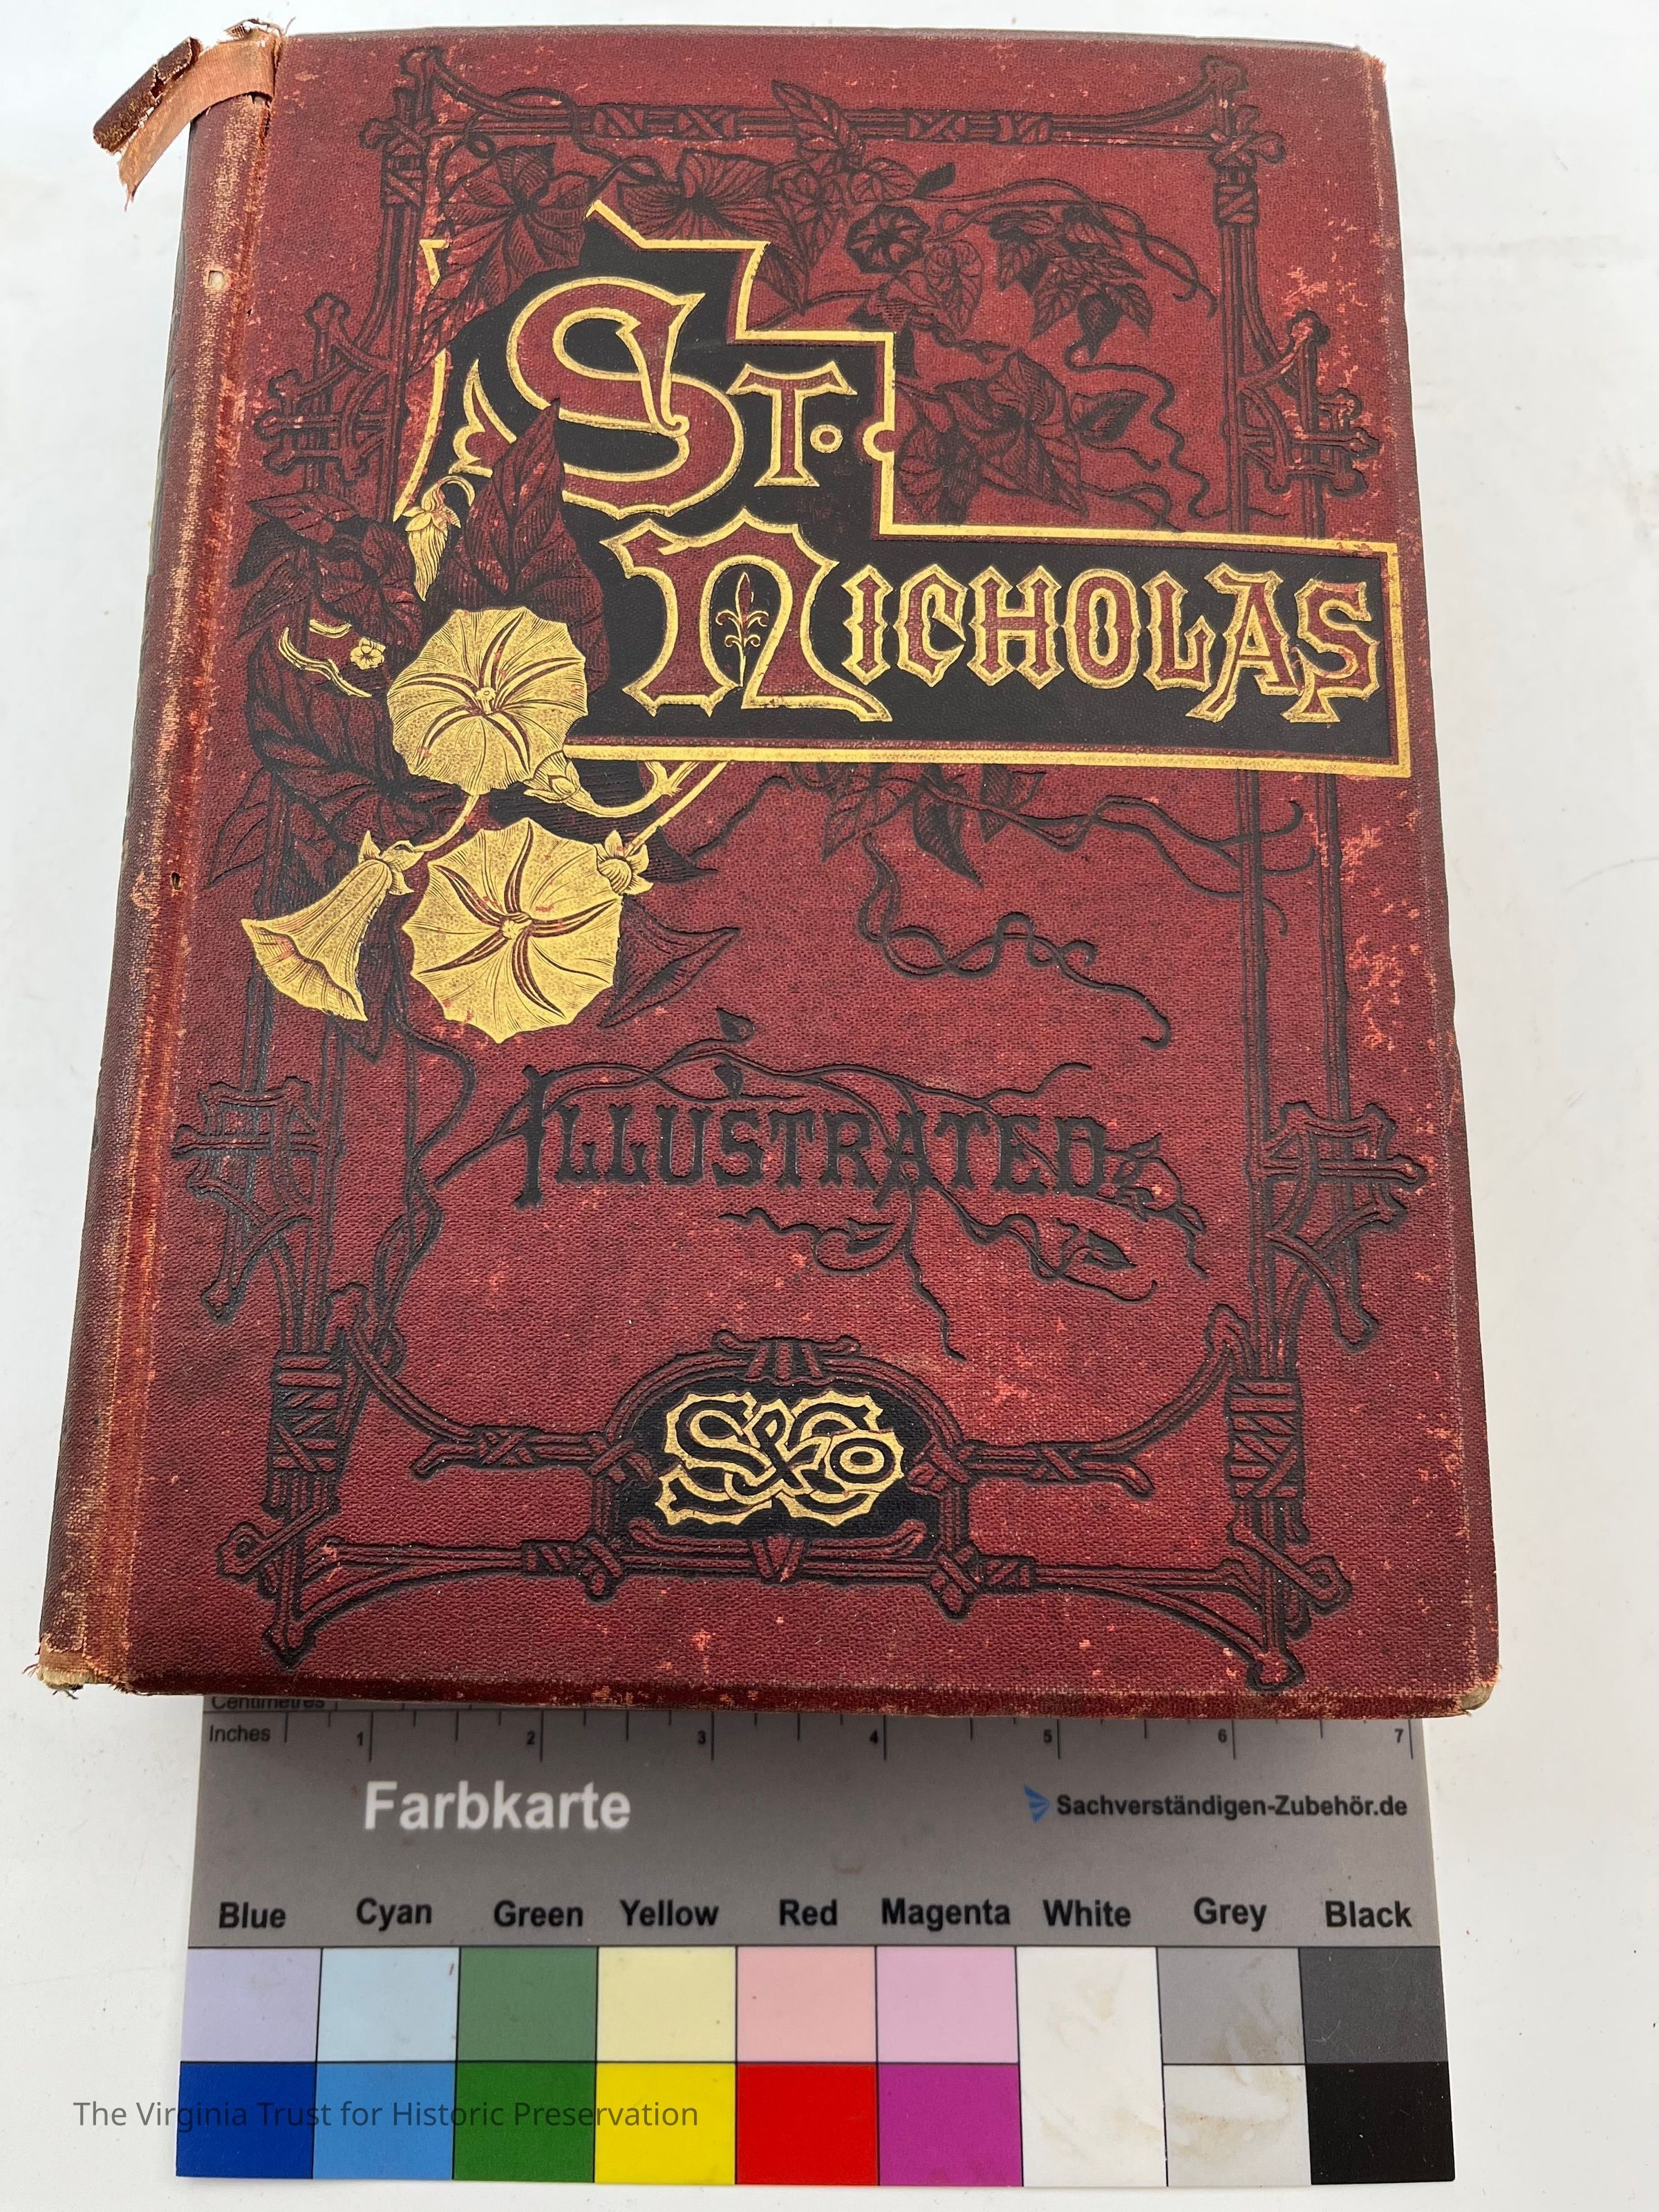 ST.
NICHOLAS
ILLUSTRATED
S&Co
Centimetres
Inches 1 2 3 4 5 6 7
Farbkarte
Sachverständigen-Zubehör.de
Blue Cyan Green Yellow Red Magenta White Grey Black
The Virginia Trust for Historic Preservation